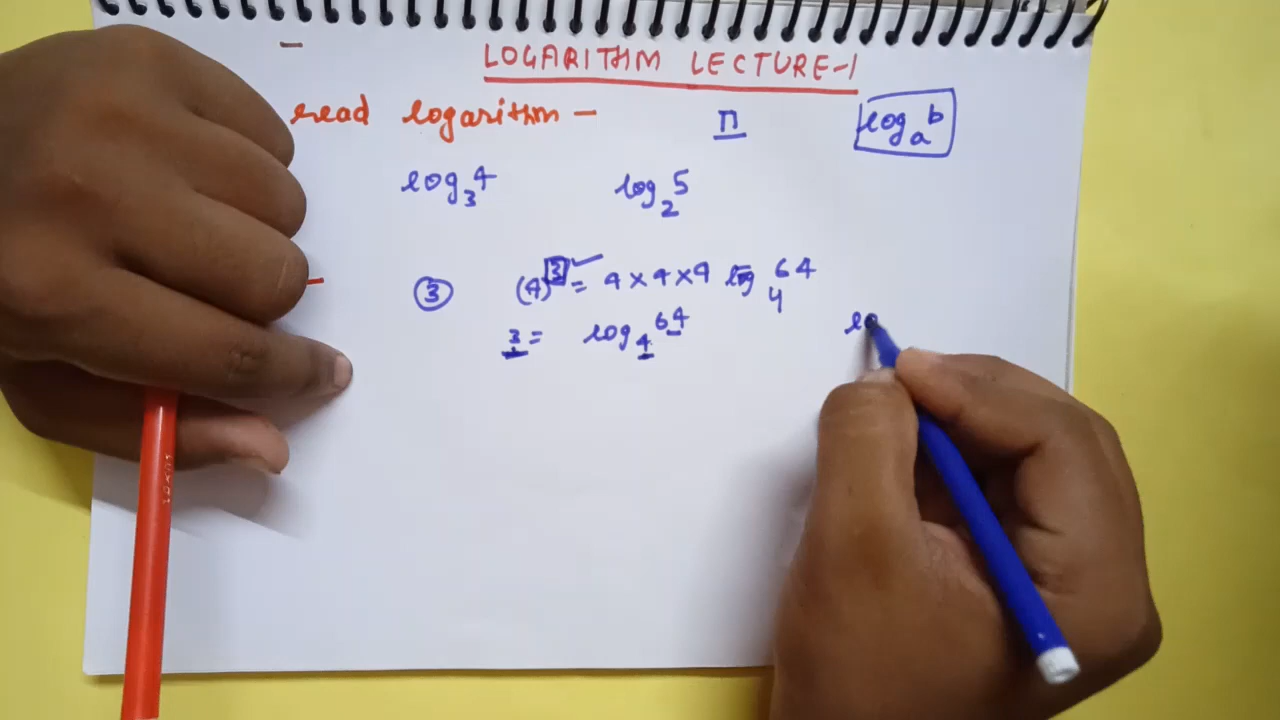 LOGARITHM LECTURE-1
read logarithm — п log_a b
log_3 4 log_2 5
③ (4)^3 = 4×4×4 log_4 64
3 = log_4 64 lo